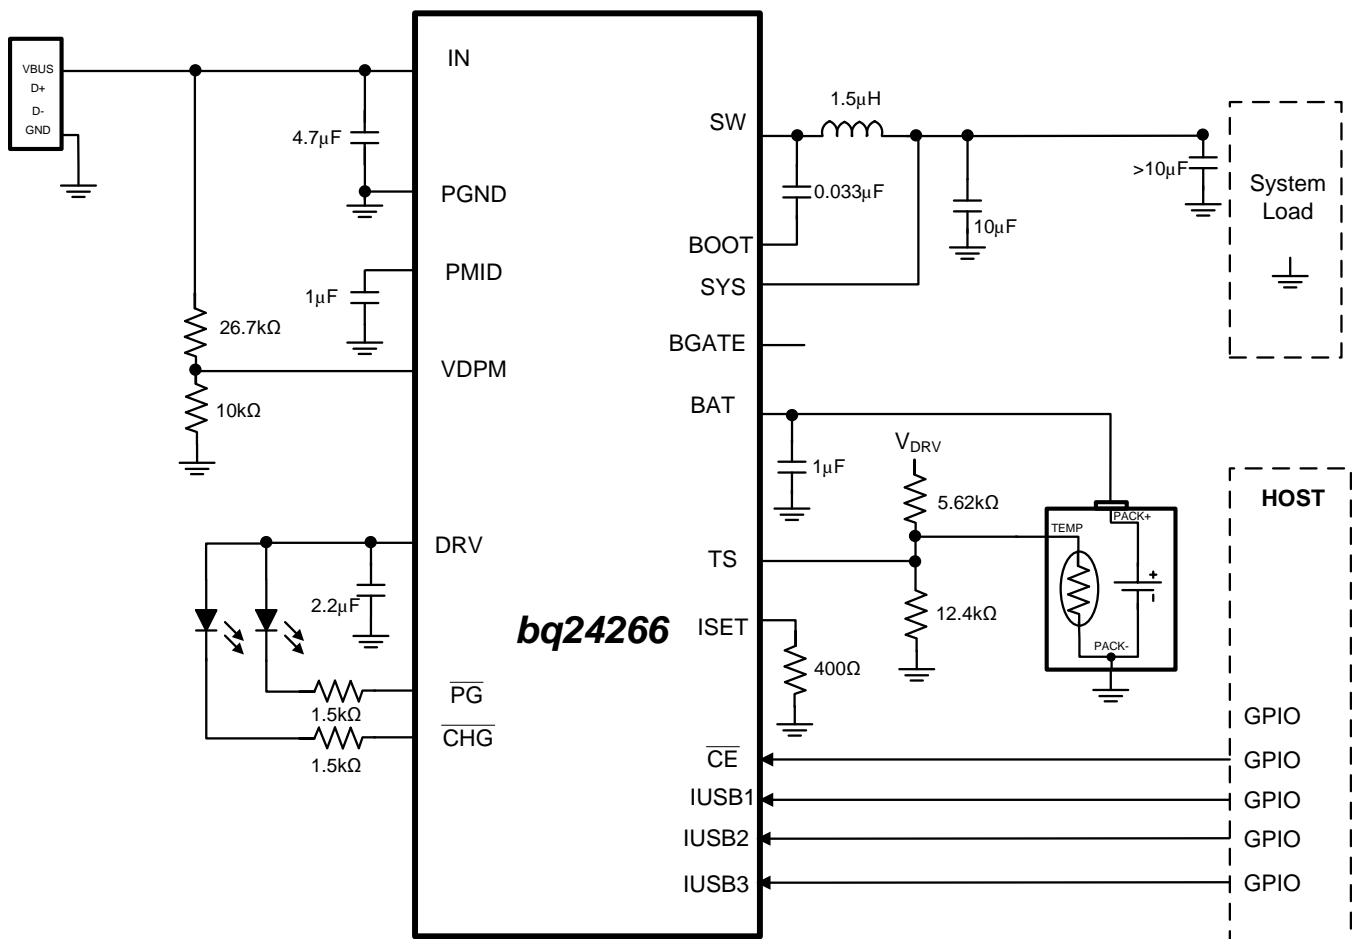 VBUS
D+
D-
GND
IN
4.7μF
PGND
PMID
1μF
26.7kΩ
VDPM
10kΩ
DRV
2.2μF
PG
1.5kΩ
CHG
1.5kΩ
bq24266
SW
1.5μH
0.033μF
BOOT
10μF
>10μF
System
Load
SYS
BGATE
BAT
1μF
VDRV
5.62kΩ
TS
12.4kΩ
ISET
400Ω
TEMP
PACK+
+
PACK-
HOST
GPIO
CE
GPIO
IUSB1
GPIO
IUSB2
GPIO
IUSB3
GPIO